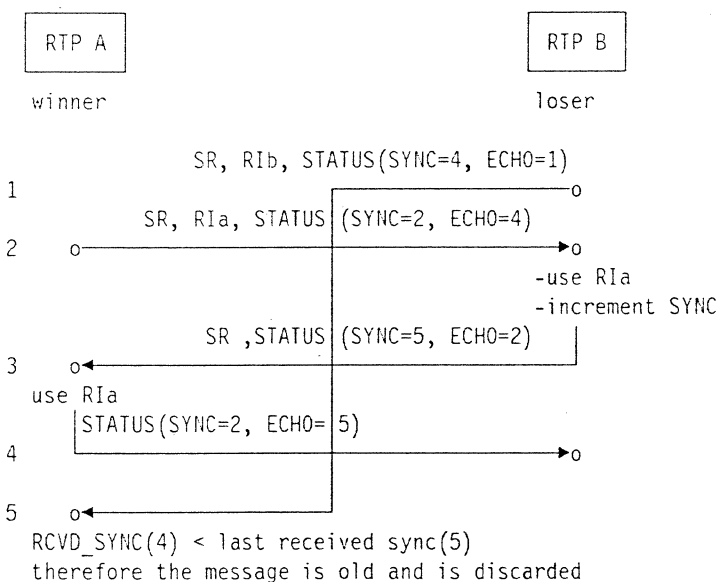 RTP A RTP B
winner loser
SR, RIb, STATUS(SYNC=4, ECHO=1)
1
SR, RIa, STATUS (SYNC=2, ECHO=4)
2
-use RIa
-increment SYNC
SR ,STATUS (SYNC=5, ECHO=2)
3
use RIa
STATUS(SYNC=2, ECHO= 5)
4
5
RCVD_SYNC(4) < last received sync(5)
therefore the message is old and is discarded